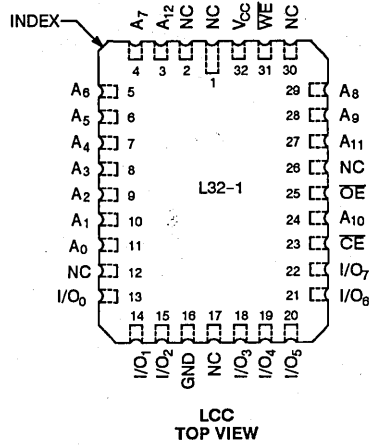 INDEX
A7 A12 NC NC VCC WE NC
4 3 2 1 32 31 30
A6 5 29 A8
A5 6 28 A9
A4 7 27 A11
A3 8 26 NC
A2 9 L32-1 25 OE
A1 10 24 A10
A0 11 23 CE
NC 12 22 I/O7
I/O0 13 21 I/O6
14 15 16 17 18 19 20
I/O1 I/O2 GND NC I/O3 I/O4 I/O5
LCC
TOP VIEW